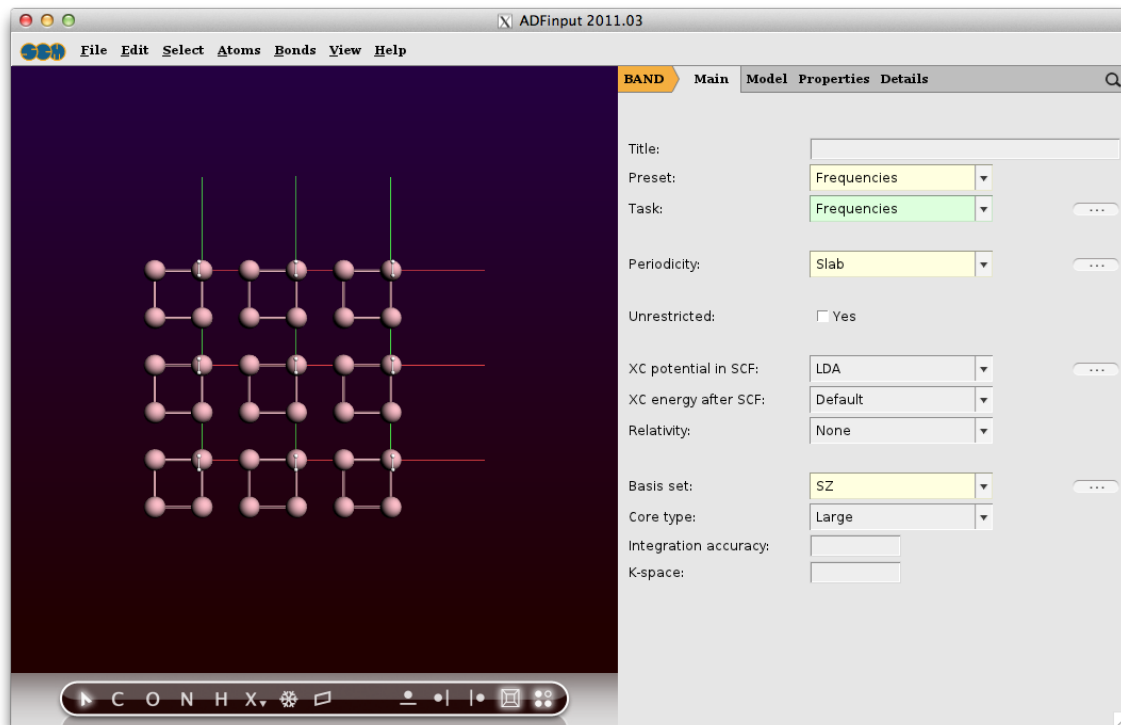 X ADFinput 2011.03
SCM File Edit Select Atoms Bonds View Help
BAND Main Model Properties Details
Title:
Preset: Frequencies
Task: Frequencies ...
Periodicity: Slab ...
Unrestricted: Yes
XC potential in SCF: LDA ...
XC energy after SCF: Default
Relativity: None
Basis set: SZ ...
Core type: Large
Integration accuracy:
K-space:
C O N H X